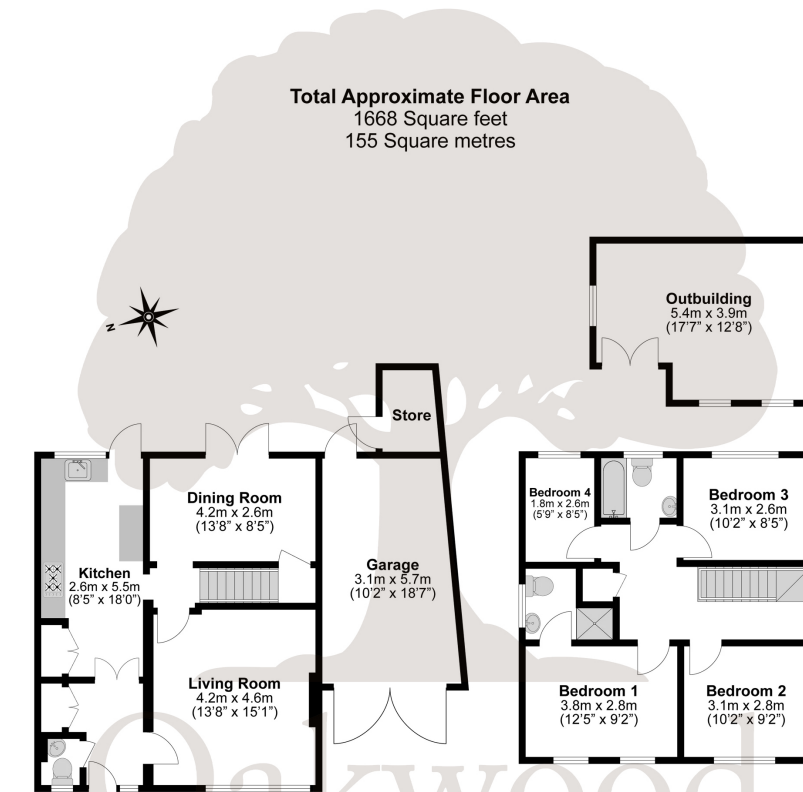 Total Approximate Floor Area
1668 Square feet
155 Square metres
Outbuilding
5.4m x 3.9m
(17'7" x 12'8")
N
Store
Dining Room
4.2m x 2.6m
(13'8" x 8'5")
Kitchen
2.6m x 5.5m
(8'5" x 18'0")
Garage
3.1m x 5.7m
(10'2" x 18'7")
Living Room
4.2m x 4.6m
(13'8" x 15'1")
Bedroom 4
1.8m x 2.6m
(5'9" x 8'5")
Bedroom 3
3.1m x 2.6m
(10'2" x 8'5")
Bedroom 1
3.8m x 2.8m
(12'5" x 9'2")
Bedroom 2
3.1m x 2.8m
(10'2" x 9'2")
Oakwood